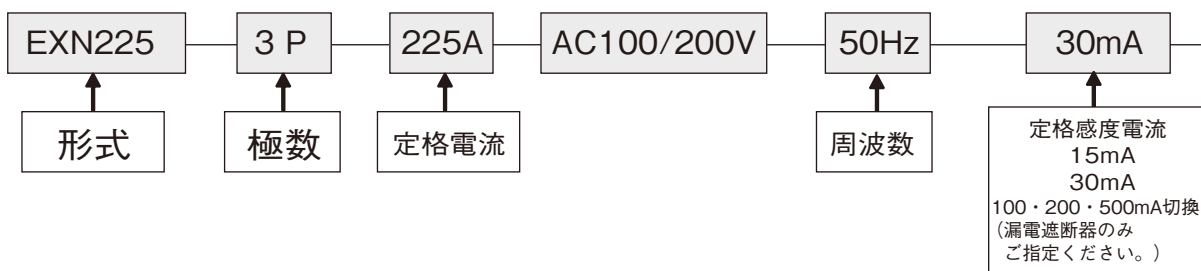 EXN225
3 P
225A
AC100/200V
50Hz
30mA
形式
極数
定格電流
周波数
定格感度電流
15mA
30mA
100・200・500mA切換
(漏電遮断器のみ
ご指定ください。)